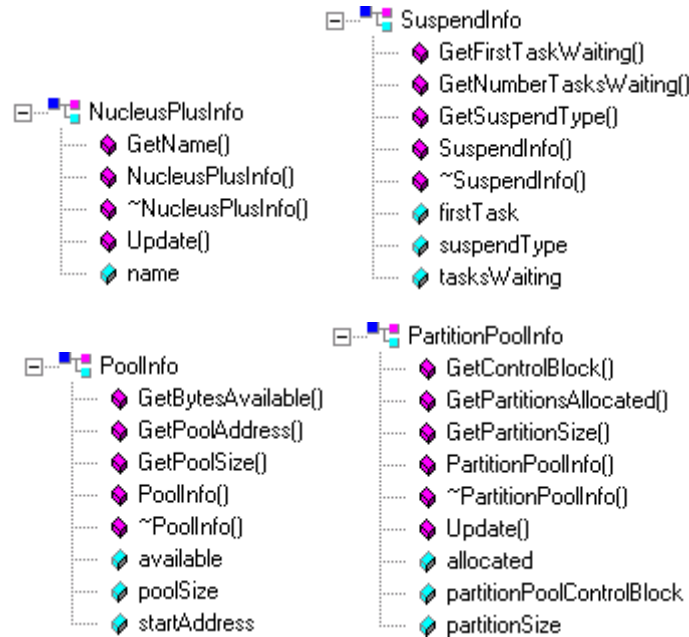 NucleusPlusInfo
GetName()
NucleusPlusInfo()
~NucleusPlusInfo()
Update()
name
SuspendInfo
GetFirstTaskWaiting()
GetNumberTasksWaiting()
GetSuspendType()
SuspendInfo()
~SuspendInfo()
firstTask
suspendType
tasksWaiting
PoolInfo
GetBytesAvailable()
GetPoolAddress()
GetPoolSize()
PoolInfo()
~PoolInfo()
available
poolSize
startAddress
PartitionPoolInfo
GetControlBlock()
GetPartitionsAllocated()
GetPartitionSize()
PartitionPoolInfo()
~PartitionPoolInfo()
Update()
allocated
partitionPoolControlBlock
partitionSize